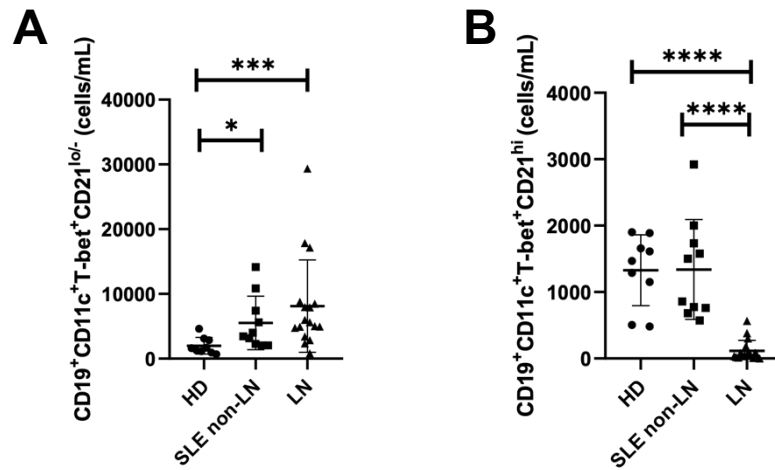 A
CD19+CD11c+T-bet+CD21lo/- (cells/mL)
40000
30000
20000
10000
0
***
*
HD
SLE non-LN
LN
B
CD19+CD11c+T-bet+CD21hi (cells/mL)
4000
3000
2000
1000
0
****
****
HD
SLE non-LN
LN